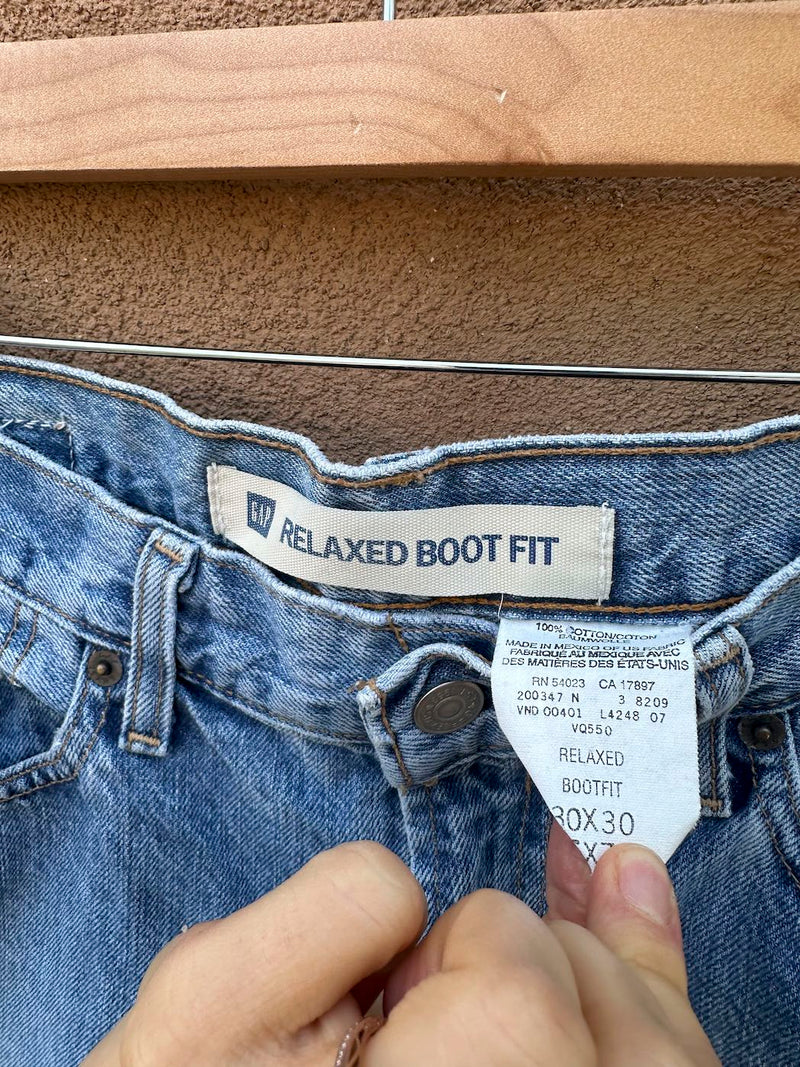 GAP RELAXED BOOT FIT
100% COTTON/COTON
BAUMWOLLE
MADE IN MEXICO OF US FABRIC
FABRIQUÉ AU MEXIQUE AVEC
DES MATIÈRES DES ÉTATS-UNIS
RN 54023 CA 17897
200347 N 3 8209
VND 00401 L4248 07
VQ550
RELAXED
BOOTFIT
30X30